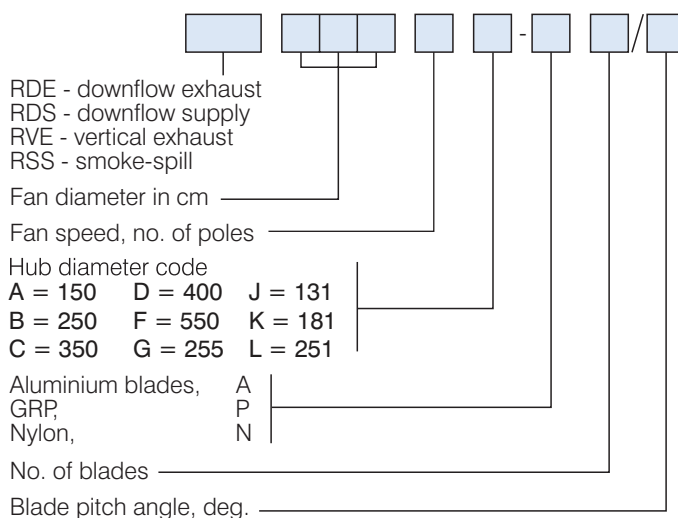 - /
RDE - downflow exhaust
RDS - downflow supply
RVE - vertical exhaust
RSS - smoke-spill
Fan diameter in cm
Fan speed, no. of poles
Hub diameter code
A = 150 D = 400 J = 131
B = 250 F = 550 K = 181
C = 350 G = 255 L = 251
Aluminium blades, A
GRP, P
Nylon, N
No. of blades
Blade pitch angle, deg.